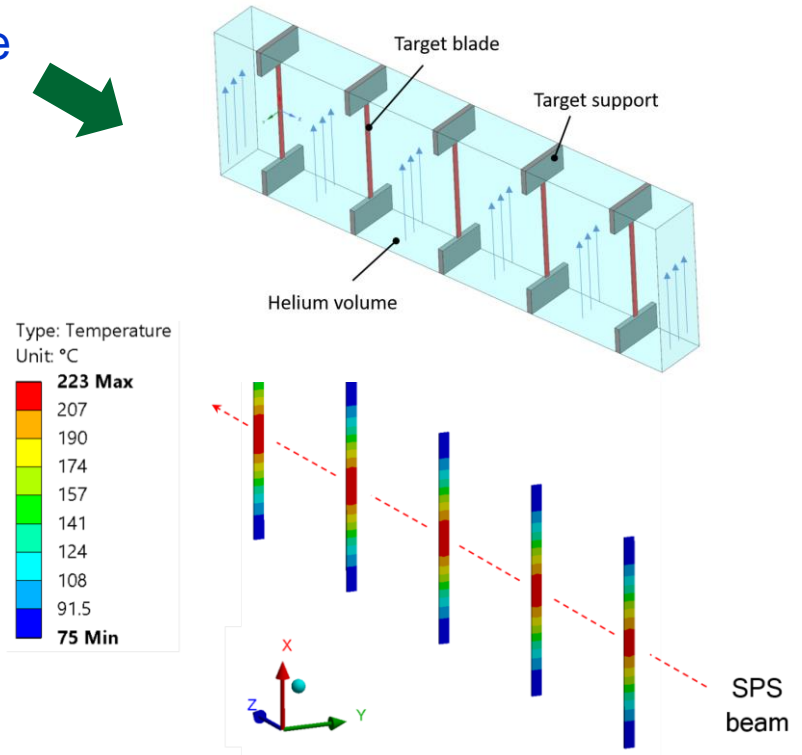 e
Target blade
Target support
Helium volume
Type: Temperature
Unit: °C
223 Max
207
190
174
157
141
124
108
91.5
75 Min
X
Z
Y
SPS
beam